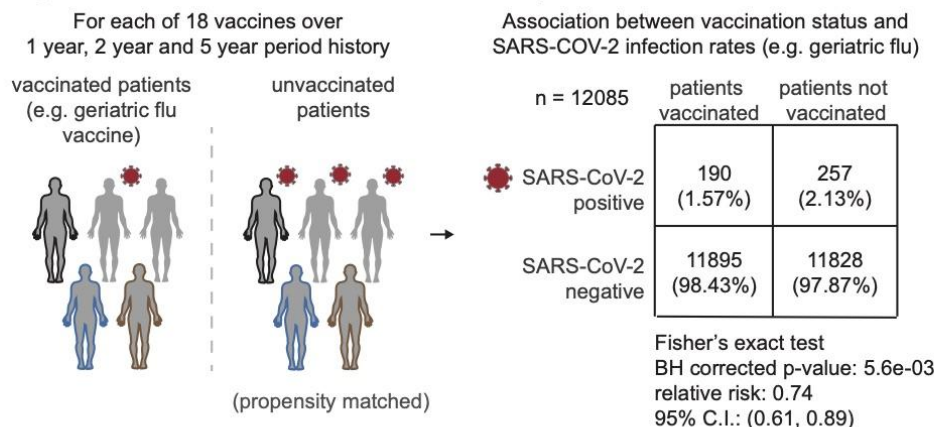 For each of 18 vaccines over
1 year, 2 year and 5 year period history
vaccinated patients
(e.g. geriatric flu
vaccine)
unvaccinated
patients
(propensity matched)
Association between vaccination status and
SARS-COV-2 infection rates (e.g. geriatric flu)
n = 12085
patients
vaccinated
patients not
vaccinated
SARS-CoV-2
positive
190
(1.57%)
257
(2.13%)
SARS-CoV-2
negative
11895
(98.43%)
11828
(97.87%)
Fisher's exact test
BH corrected p-value: 5.6e-03
relative risk: 0.74
95% C.I.: (0.61, 0.89)